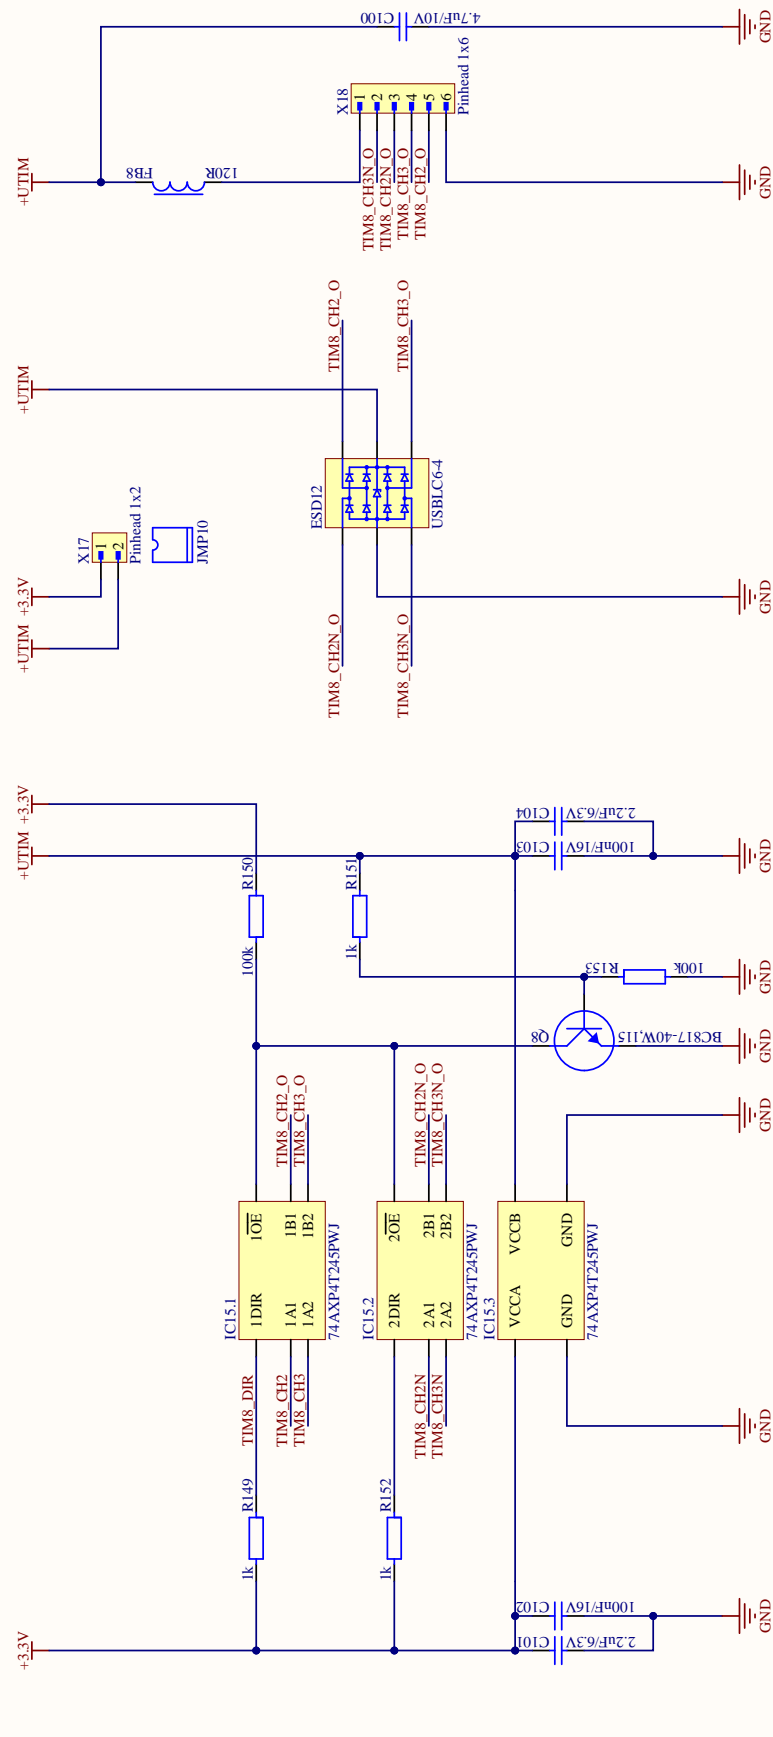 +UTIM
FB8
120R
C100
4.7uF/10V
GND
X18
1
2
3
4
5
6
Pinhead 1x6
TIM8_CH3N_O
TIM8_CH2N_O
TIM8_CH3_O
TIM8_CH2_O
GND
+UTIM
TIM8_CH2_O
TIM8_CH3_O
ESD12
USBLC6-4
TIM8_CH2N_O
TIM8_CH3N_O
GND
X17
1
2
Pinhead 1x2
JMP10
+3.3V
+UTIM
+3.3V
+UTIM
R150
100k
R151
1k
C104
2.2uF/6.3V
C103
100nF/16V
GND
R153
100k
GND
Q8
BC817-40W,115
GND
GND
TIM8_CH2_O
TIM8_CH3_O
TIM8_CH2N_O
TIM8_CH3N_O
IC15.1
1DIR
1OE
1A1
1B1
1A2
1B2
74AXP4T245PWJ
IC15.2
2DIR
2OE
2A1
2B1
2A2
2B2
74AXP4T245PWJ
IC15.3
VCCA
VCCB
GND
GND
74AXP4T245PWJ
TIM8_DIR
TIM8_CH2
TIM8_CH3
TIM8_CH2N
TIM8_CH3N
GND
R149
1k
R152
1k
C102
100nF/16V
C101
2.2uF/6.3V
GND
+3.3V